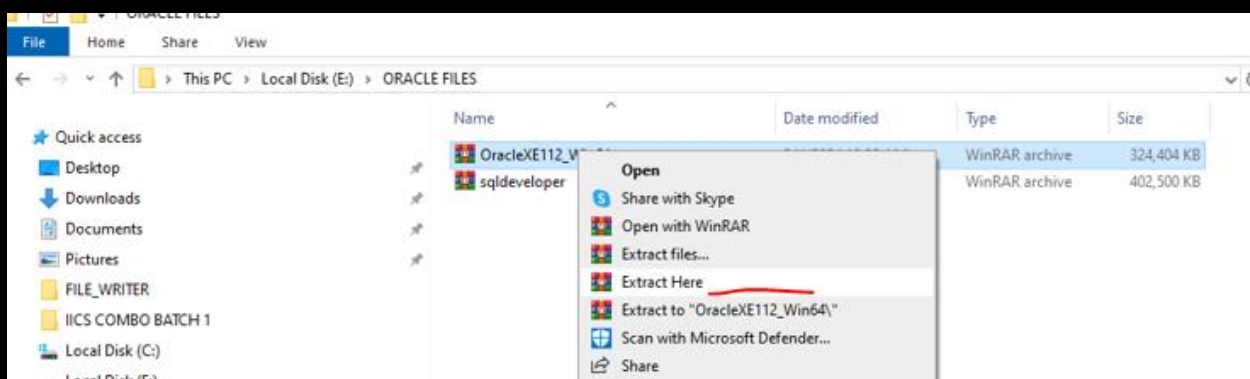 ORACLE FILES
File Home Share View
This PC > Local Disk (E:) > ORACLE FILES
Name Date modified Type Size
Quick access
OracleXE112_W WinRAR archive 324,404 KB
Desktop Open
sqldeveloper WinRAR archive 402,500 KB
Downloads Share with Skype
Documents Open with WinRAR
Pictures Extract files...
FILE_WRITER Extract Here
IICS COMBO BATCH 1 Extract to "OracleXE112_Win64\"
Scan with Microsoft Defender...
Local Disk (C:)
Share